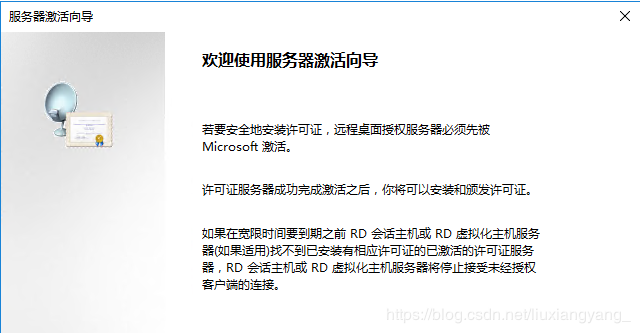 服务器激活向导
欢迎使用服务器激活向导
若要安全地安装许可证，远程桌面授权服务器必须先被
Microsoft 激活。
许可证服务器成功完成激活之后，你将可以安装和颁发许可证。
如果在宽限时间要到期之前 RD 会话主机或 RD 虚拟化主机服务
器(如果适用)找不到已安装有相应许可证的已激活的许可证服务
器，RD 会话主机或 RD 虚拟化主机服务器将停止接受未经授权
客户端的连接。
https://blog.csdn.net/liuxiangyang_